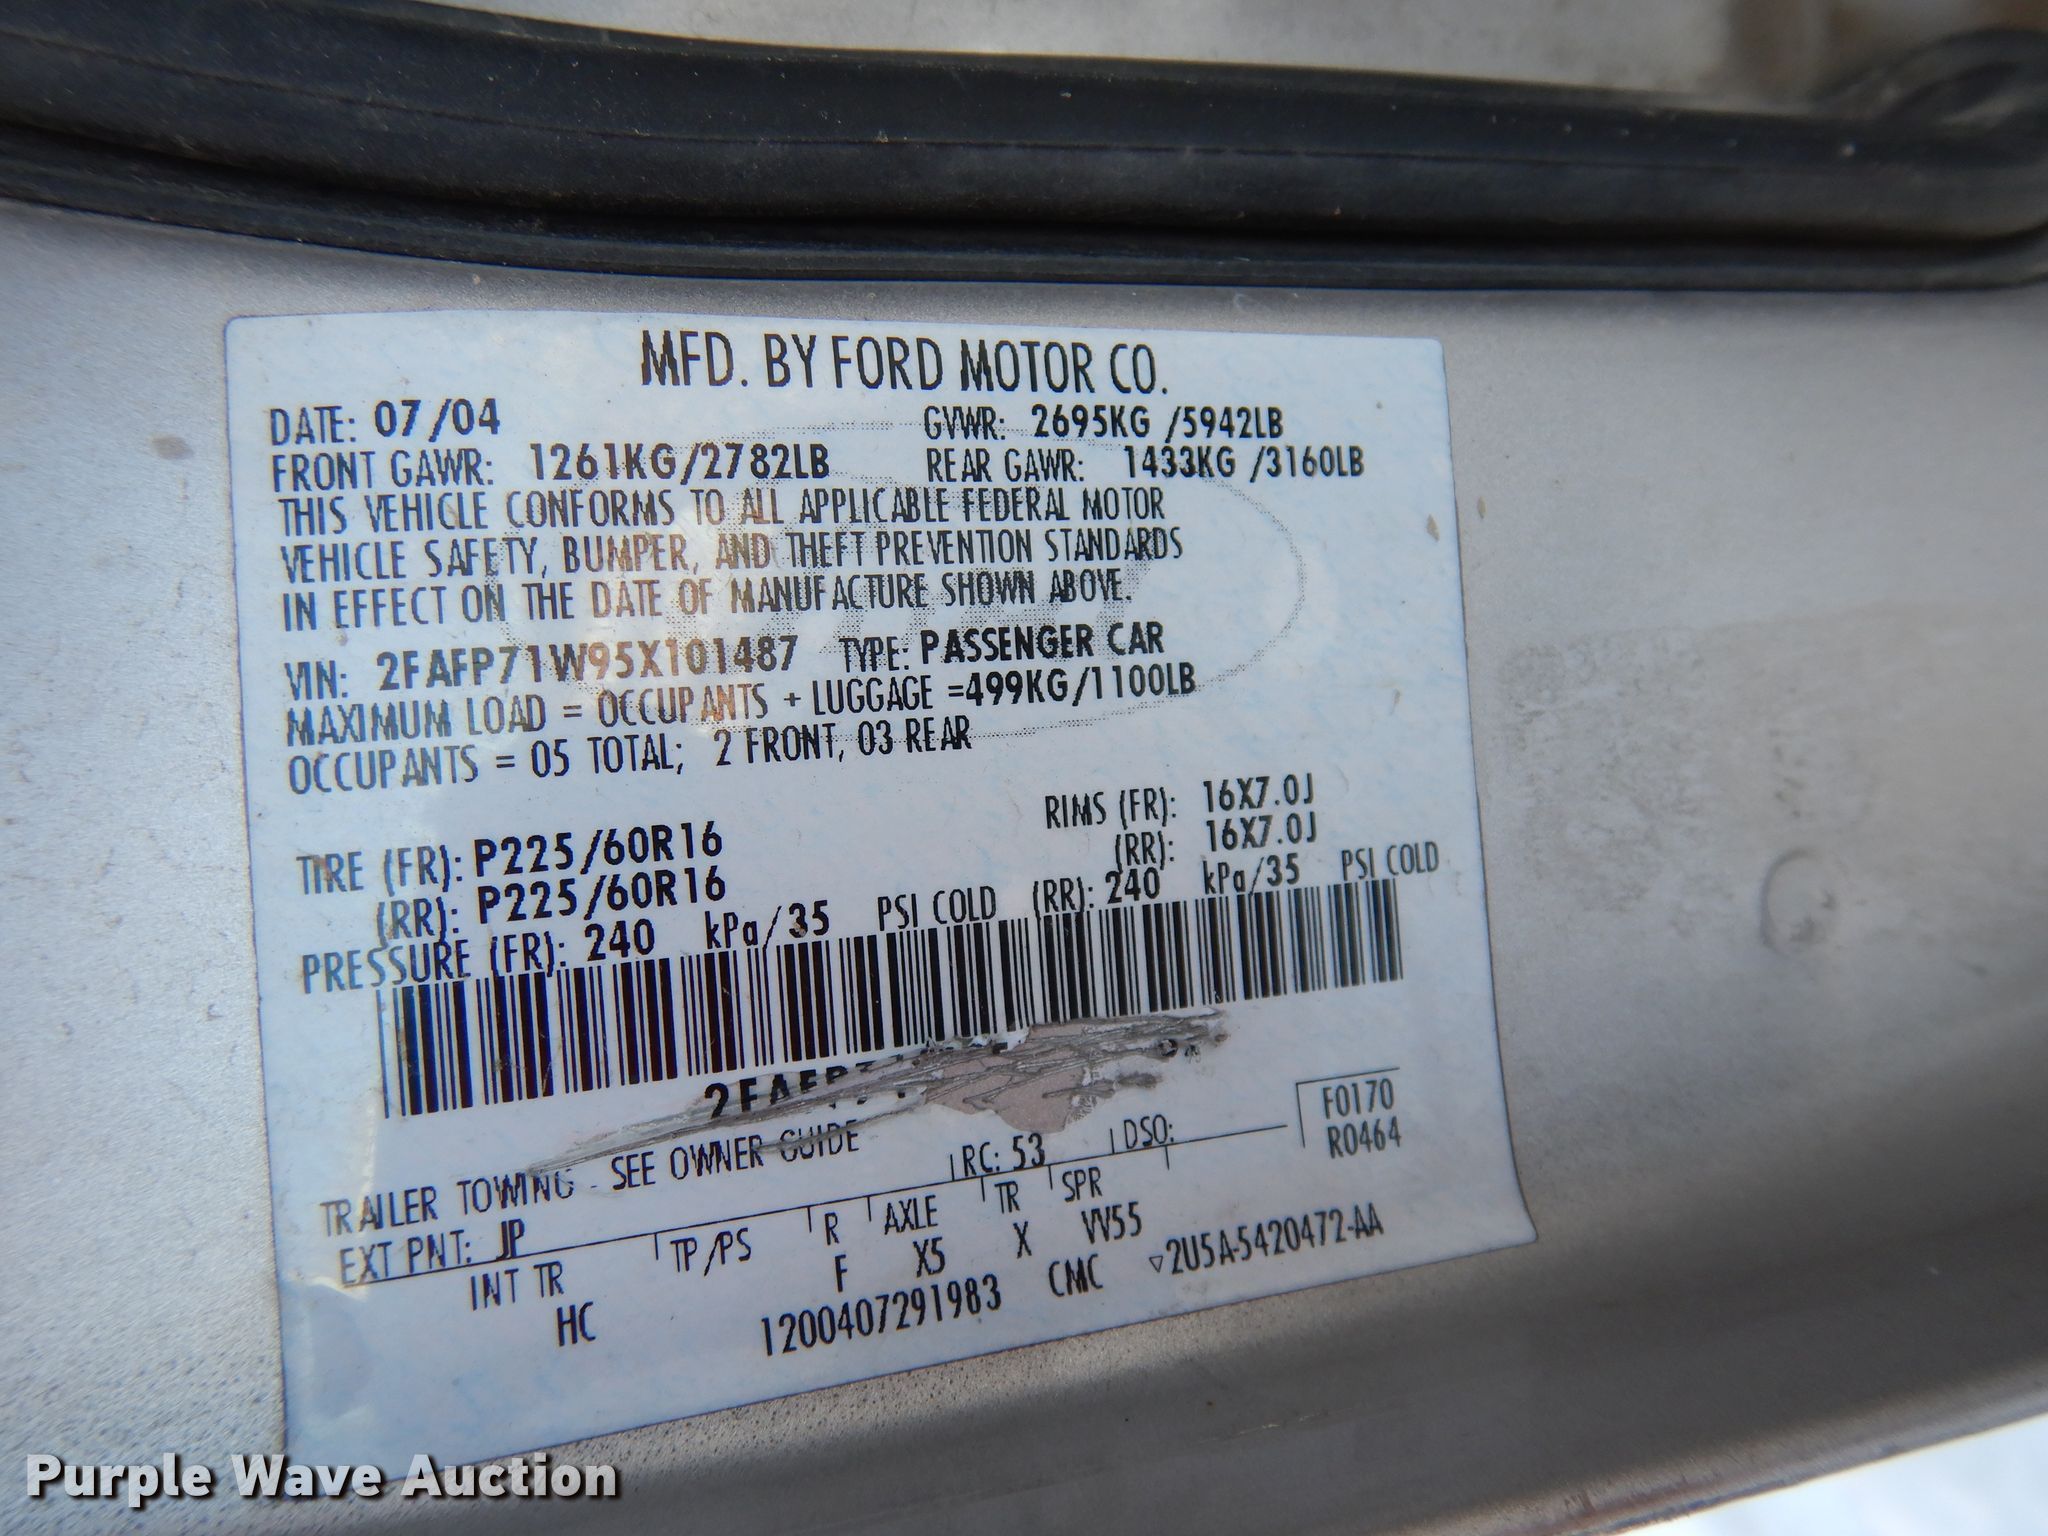 MFD. BY FORD MOTOR CO.
DATE: 07/04 GVWR: 2695KG /5942LB
FRONT GAWR: 1261KG/2782LB REAR GAWR: 1433KG /3160LB
THIS VEHICLE CONFORMS TO ALL APPLICABLE FEDERAL MOTOR
VEHICLE SAFETY, BUMPER, AND THEFT PREVENTION STANDARDS
IN EFFECT ON THE DATE OF MANUFACTURE SHOWN ABOVE.
VIN: 2FAFP71W95X101487 TYPE: PASSENGER CAR
MAXIMUM LOAD = OCCUPANTS + LUGGAGE =499KG/1100LB
OCCUPANTS = 05 TOTAL; 2 FRONT, 03 REAR
RIMS (FR): 16X7.0J
TIRE (FR): P225/60R16 (RR): 16X7.0J
(RR): P225/60R16
PRESSURE (FR): 240 kPa/35 PSI COLD (RR): 240 kPa/35 PSI COLD
2FAFP71
TRAILER TOWING - SEE OWNER GUIDE
F0170
R0464
EXT PNT: JP RC: 53 DSO:
INT TR TP/PS R AXLE TR SPR
HC F X5 X VV55
1200407291983 CMC ▽2U5A-5420472-AA
Purple Wave Auction